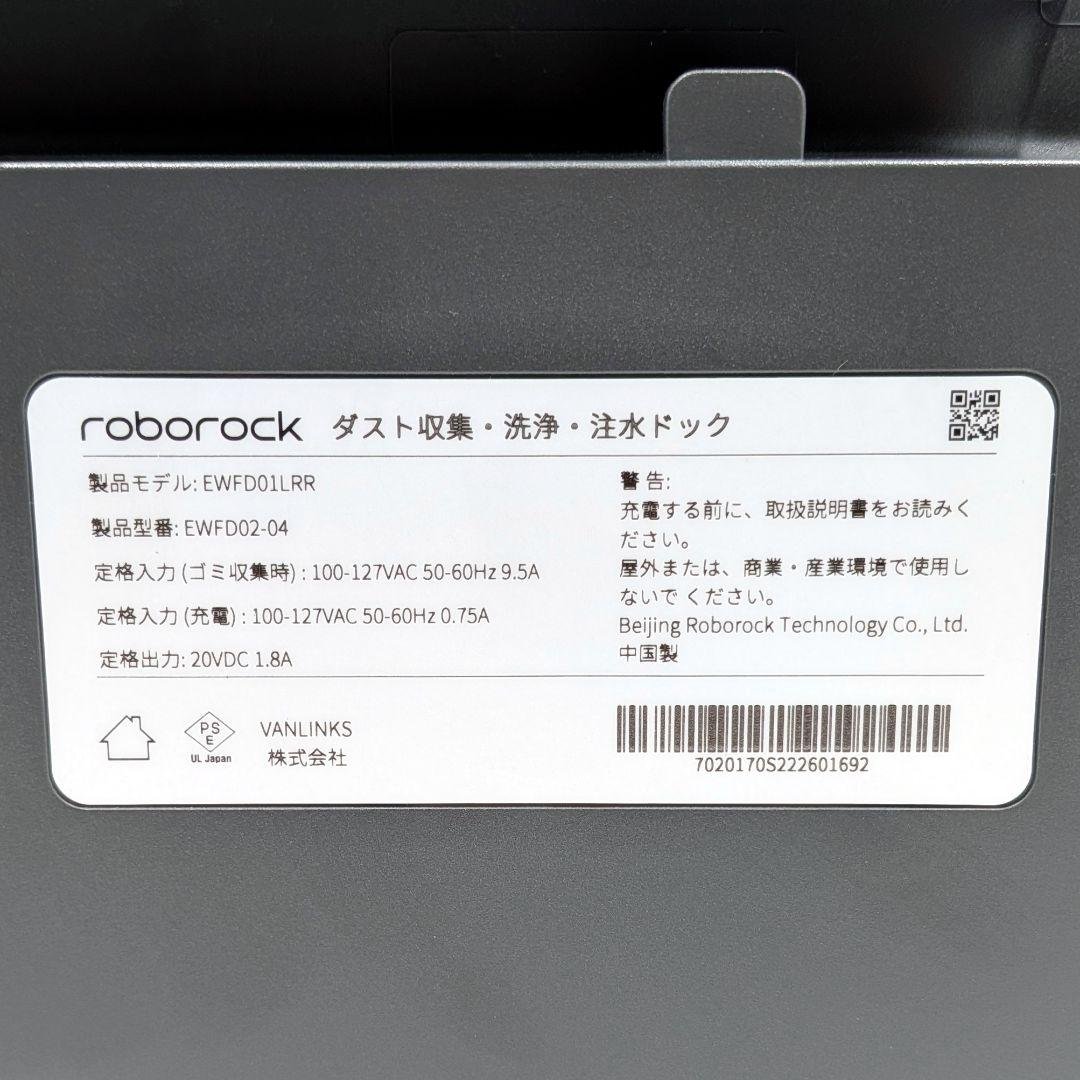 roborock ダスト収集・洗浄・注水ドック
製品モデル: EWFD01LRR
製品型番: EWFD02-04
定格入力 (ゴミ収集時) : 100-127VAC 50-60Hz 9.5A
定格入力 (充電) : 100-127VAC 50-60Hz 0.75A
定格出力: 20VDC 1.8A
警告:
充電する前に、取扱説明書をお読みく
ださい。
屋外または、商業・産業環境で使用し
ないで ください。
Beijing Roborock Technology Co., Ltd.
中国製
PS
E
UL Japan
VANLINKS
株式会社
7020170S222601692